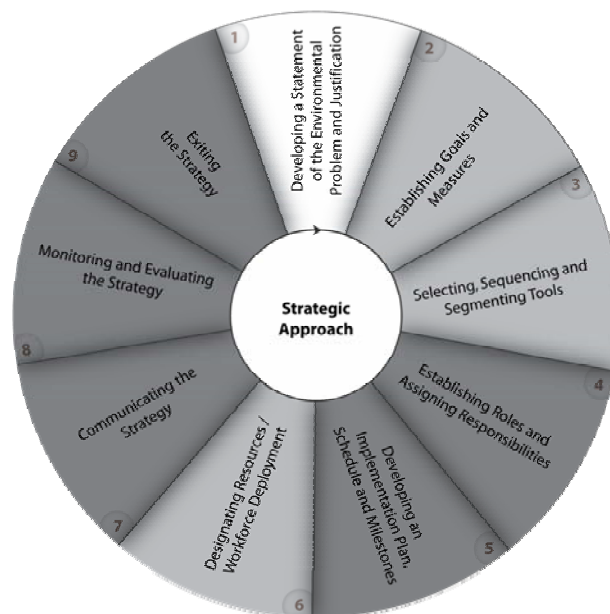 Strategic
Approach
1
Developing a Statement
of the Environmental
Problem and Justification
2
Establishing Goals and
Measures
3
Selecting, Sequencing and
Segmenting Tools
4
Establishing Roles and
Assigning Responsibilities
5
Developing an
Implementation Plan,
Schedule and Milestones
6
Designating Resources /
Workforce Deployment
7
Communicating the
Strategy
8
Monitoring and Evaluating
the Strategy
9
Exiting
the Strategy